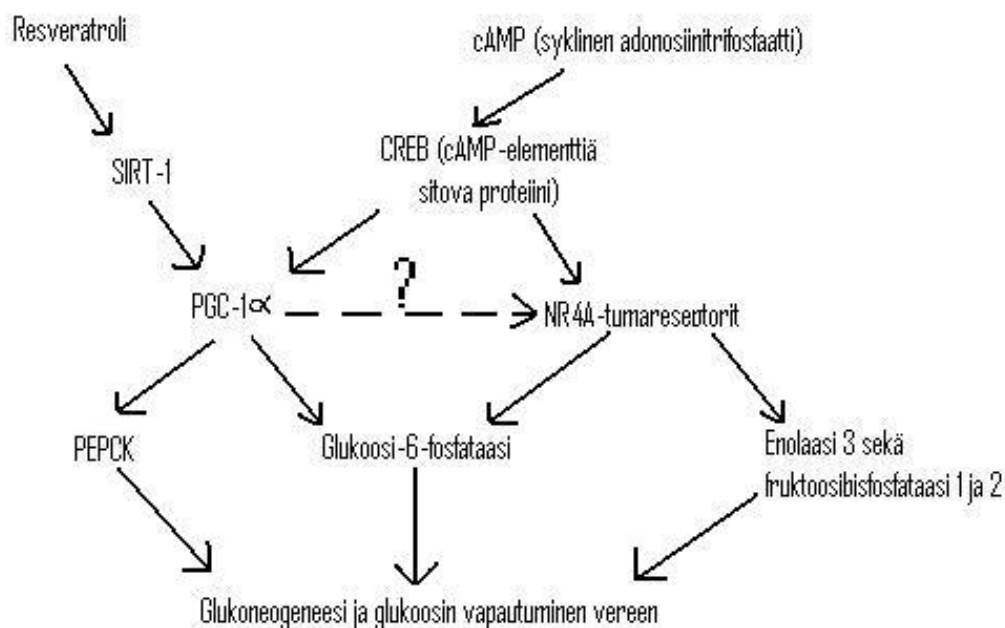 Resveratroli
cAMP (syklinen adonosiinitrifosfaatti)
CREB (cAMP-elementtiä
sitova proteiini)
SIRT-1
?
PGC-1α
NR4A-tumareseptorit
PEPCK
Glukoosi-6-fosfataasi
Enolaasi 3 sekä
fruktoosibisfosfataasi 1 ja 2
Glukoneogeneesi ja glukoosin vapautuminen vereen